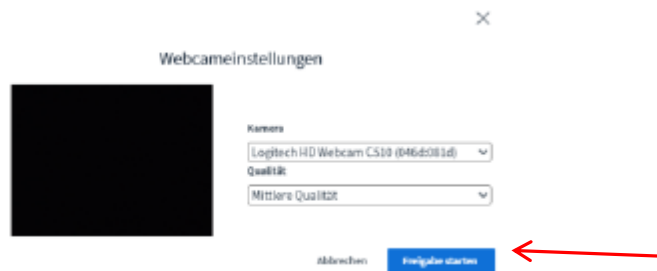 Webcameinstellungen
Kamera
Logitech HD Webcam C510 (046d:081d)
Qualität
Mittlere Qualität
Abbrechen Freigabe starten